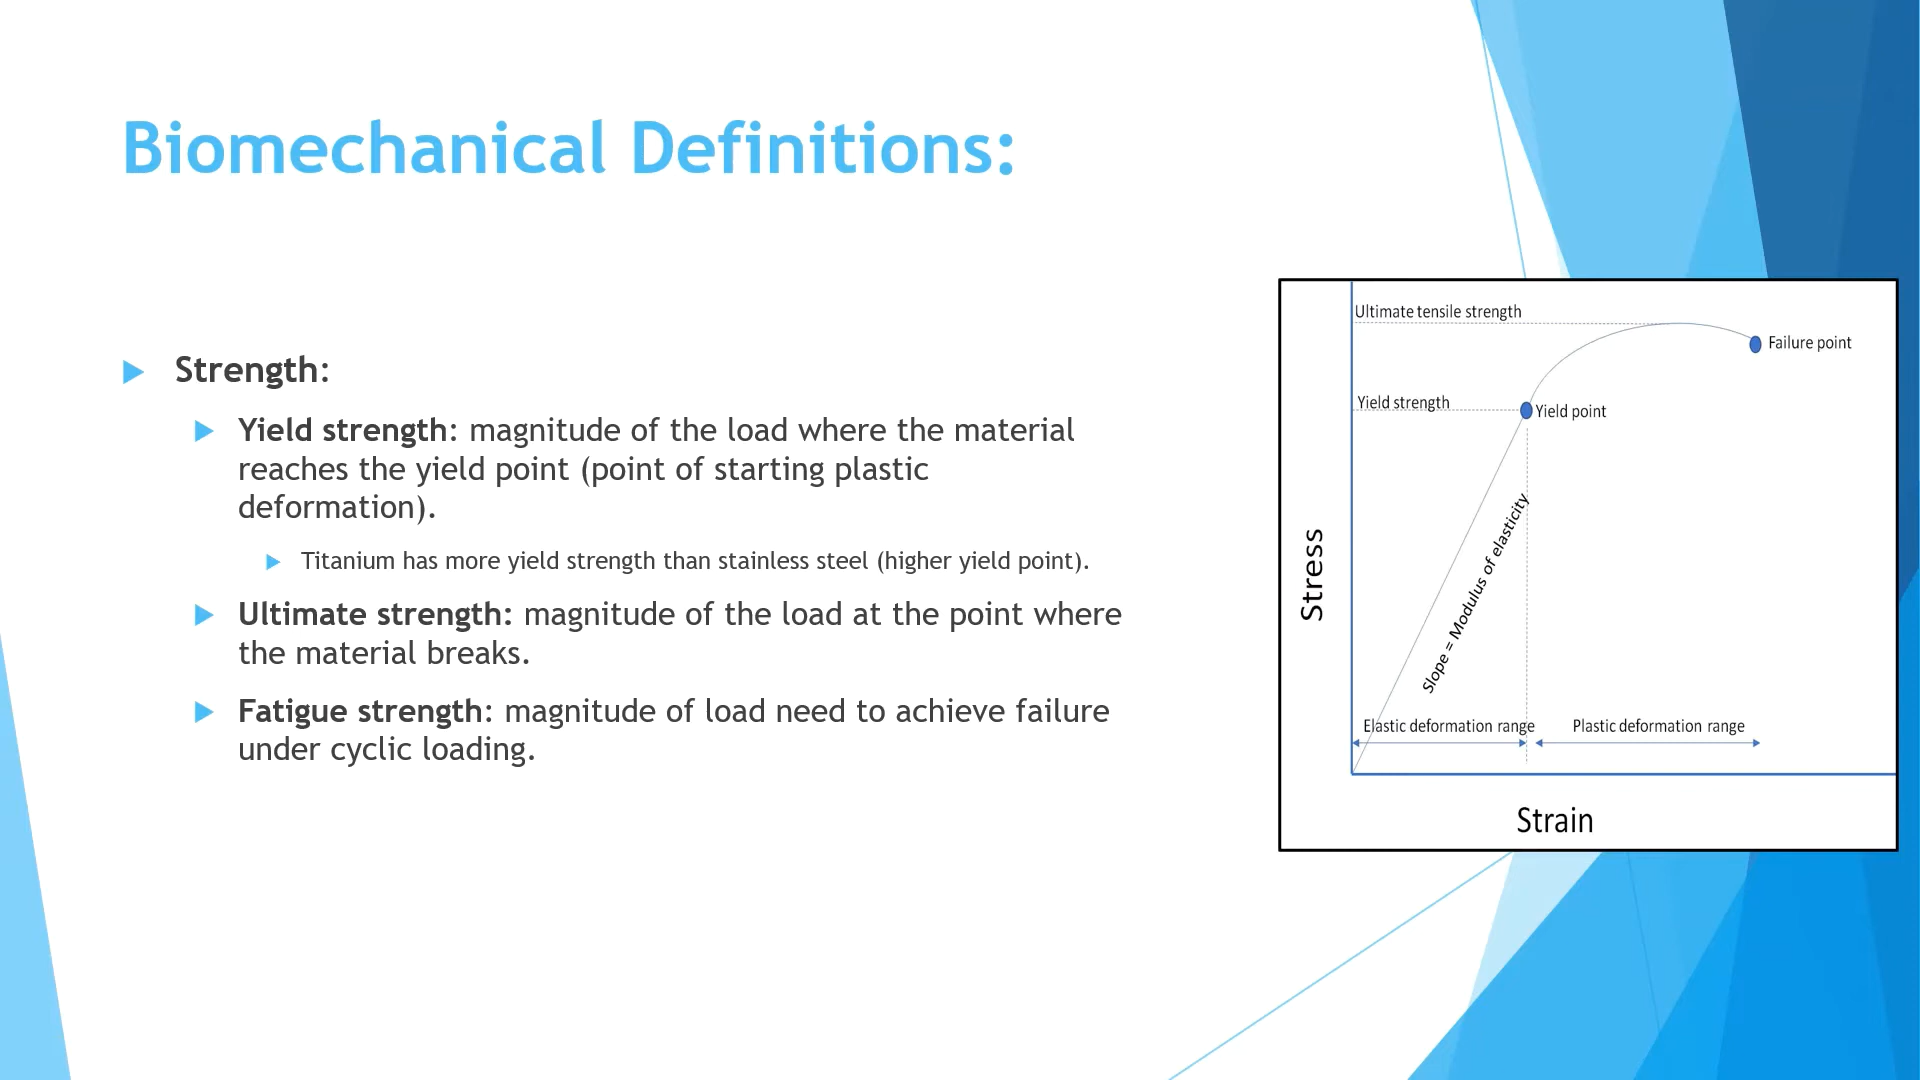 Biomechanical Definitions:
Strength:
Yield strength: magnitude of the load where the material
reaches the yield point (point of starting plastic
deformation).
Titanium has more yield strength than stainless steel (higher yield point).
Ultimate strength: magnitude of the load at the point where
the material breaks.
Fatigue strength: magnitude of load need to achieve failure
under cyclic loading.
Ultimate tensile strength
Failure point
Yield strength
Yield point
Stress
Slope = Modulus of elasticity
Elastic deformation range
Plastic deformation range
Strain